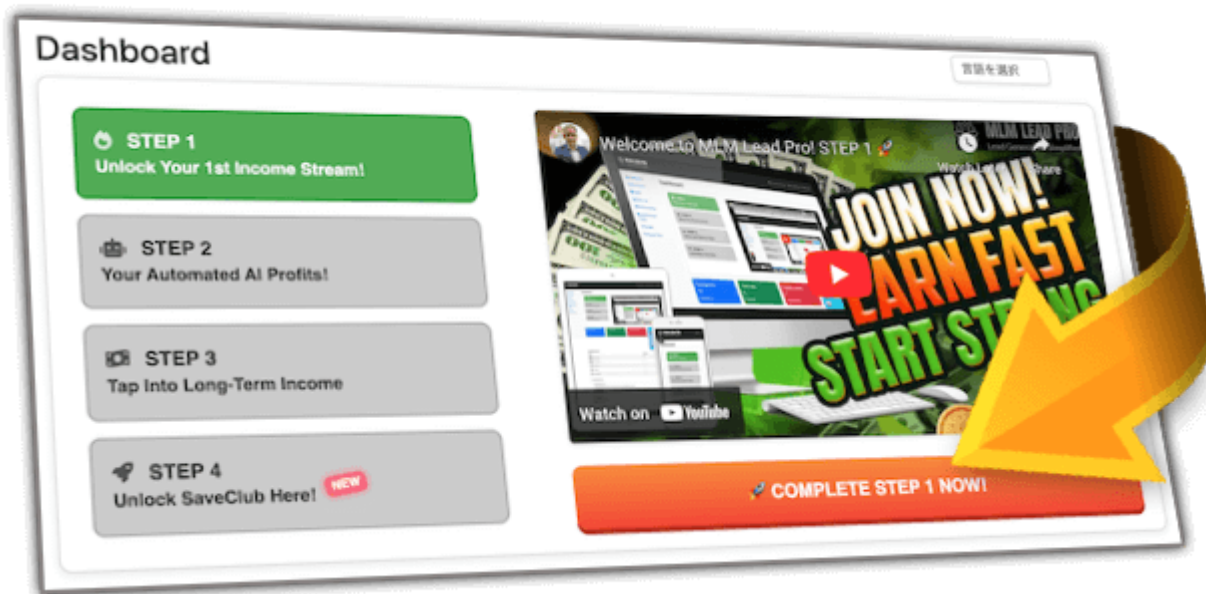 Dashboard
言語を選択
STEP 1
Unlock Your 1st Income Stream!
STEP 2
Your Automated AI Profits!
STEP 3
Tap Into Long-Term Income
STEP 4
Unlock SaveClub Here! NEW
Welcome to MLM Lead Pro! STEP 1 🚀
MLM LEAD PRO
Watch Later
Share
JOIN NOW!
EARN FAST
Watch on YouTube
🚀 COMPLETE STEP 1 NOW!